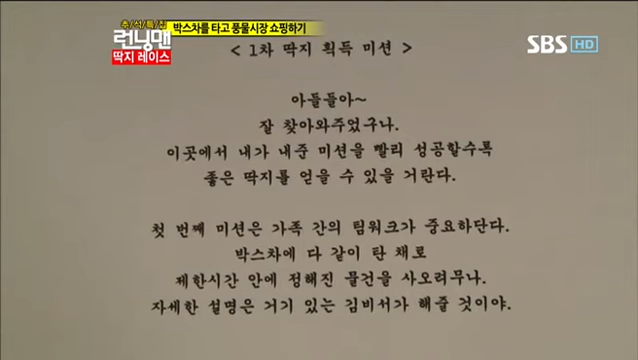 추/석/특/집
런닝맨
딱지 레이스
박스차를 타고 풍물시장 쇼핑하기
SBS HD
< 1차 딱지 획득 미션 >
아들들아~
잘 찾아와주었구나.
이곳에서 내가 내준 미션을 빨리 성공할수록
좋은 딱지를 얻을 수 있을 거란다.
첫 번째 미션은 가족 간의 팀워크가 중요하단다.
박스차에 다 같이 탄 채로
제한시간 안에 정해진 물건을 사오려무나.
자세한 설명은 거기 있는 김비서가 해줄 것이야.